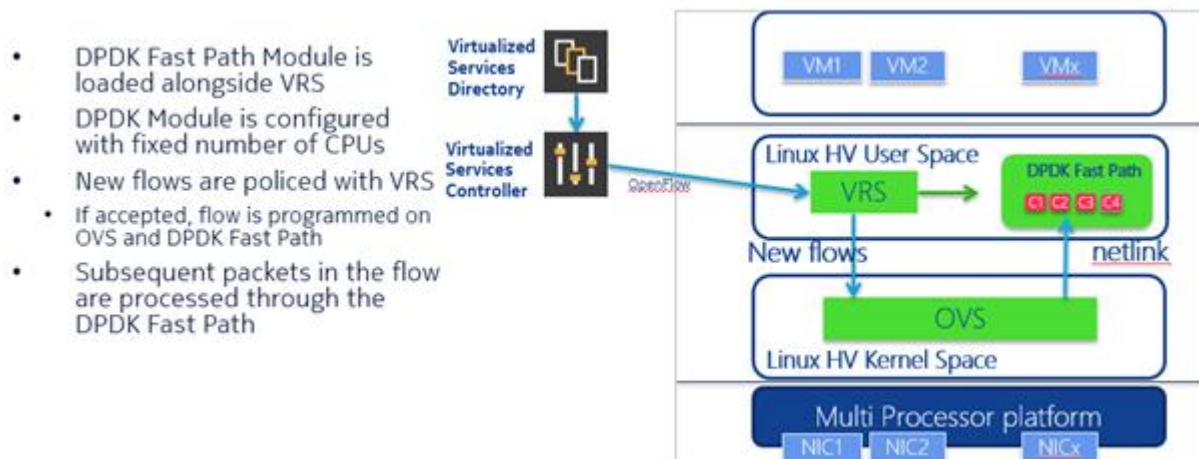 DPDK Fast Path Module is
loaded alongside VRS
DPDK Module is configured
with fixed number of CPUs
New flows are policed with VRS
If accepted, flow is programmed on
OVS and DPDK Fast Path
Subsequent packets in the flow
are processed through the
DPDK Fast Path
Virtualized
Services
Directory
Virtualized
Services
Controller
OpenFlow
VM1
VM2
VMx
Linux HV User Space
VRS
DPDK Fast Path
C1
C2
C3
C4
New flows
netlink
OVS
Linux HV Kernel Space
Multi Processor platform
NIC1
NIC2
NICx